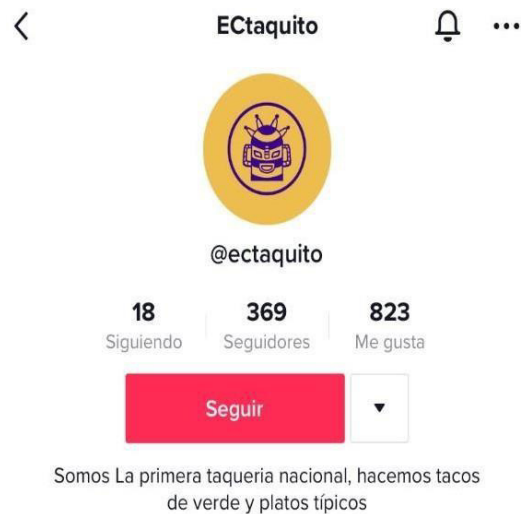 ECtaquito
@ectaquito
18 369 823
Siguiendo Seguidores Me gusta
Seguir
Somos La primera taqueria nacional, hacemos tacos
de verde y platos típicos